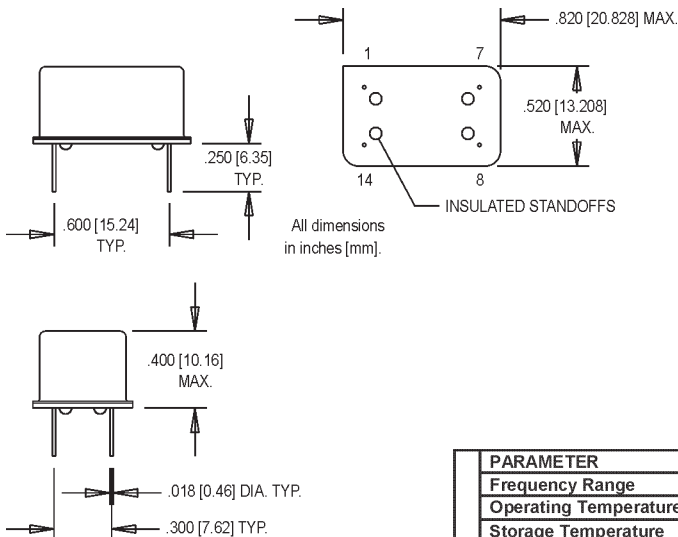 .820 [20.828] MAX.
1
7
.520 [13.208]
MAX.
.250 [6.35]
TYP.
14
8
INSULATED STANDOFFS
.600 [15.24]
TYP.
All dimensions
in inches [mm].
.400 [10.16]
MAX.
.018 [0.46] DIA. TYP.
.300 [7.62] TYP.
PARAMETER
Frequency Range
Operating Temperature
Storage Temperature